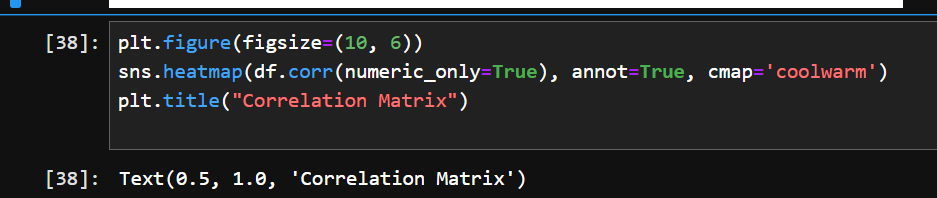 [38]: plt.figure(figsize=(10, 6))
sns.heatmap(df.corr(numeric_only=True), annot=True, cmap='coolwarm')
plt.title("Correlation Matrix")
[38]: Text(0.5, 1.0, 'Correlation Matrix')